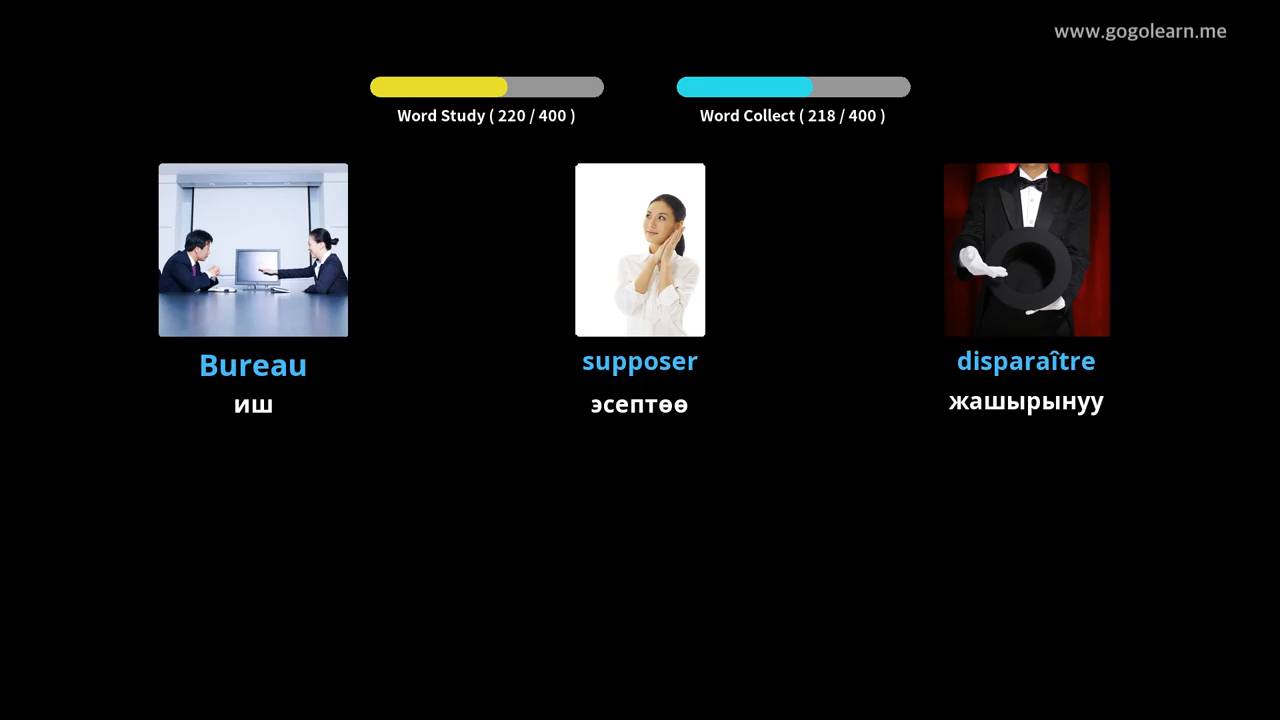 www.gogolearn.me
Word Study ( 220 / 400 )
Word Collect ( 218 / 400 )
Bureau
иш
supposer
эсептөө
disparaître
жашырынуу